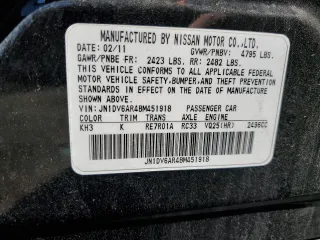 MANUFACTURED BY NISSAN MOTOR CO.,LTD.
DATE: 02/11 GVWR/PNBV: 4795 LBS.
GAWR/PNBE FR: 2423 LBS. RR: 2482 LBS.
THIS VEHICLE CONFORMS TO ALL APPLICABLE FEDERAL
MOTOR VEHICLE SAFETY,BUMPER,AND THEFT PREVENTION
STANDARDS IN EFFECT ON THE DATE OF MANUFACTURE
SHOWN ABOVE.
VIN: JN1DV6AR4BM451918 PASSENGER CAR
COLOR TRIM TRANS AXLE ENGINE
KH3 K RE7R01A RC33 VQ25(HR) 2496CC
JN1DV6AR4BM451918